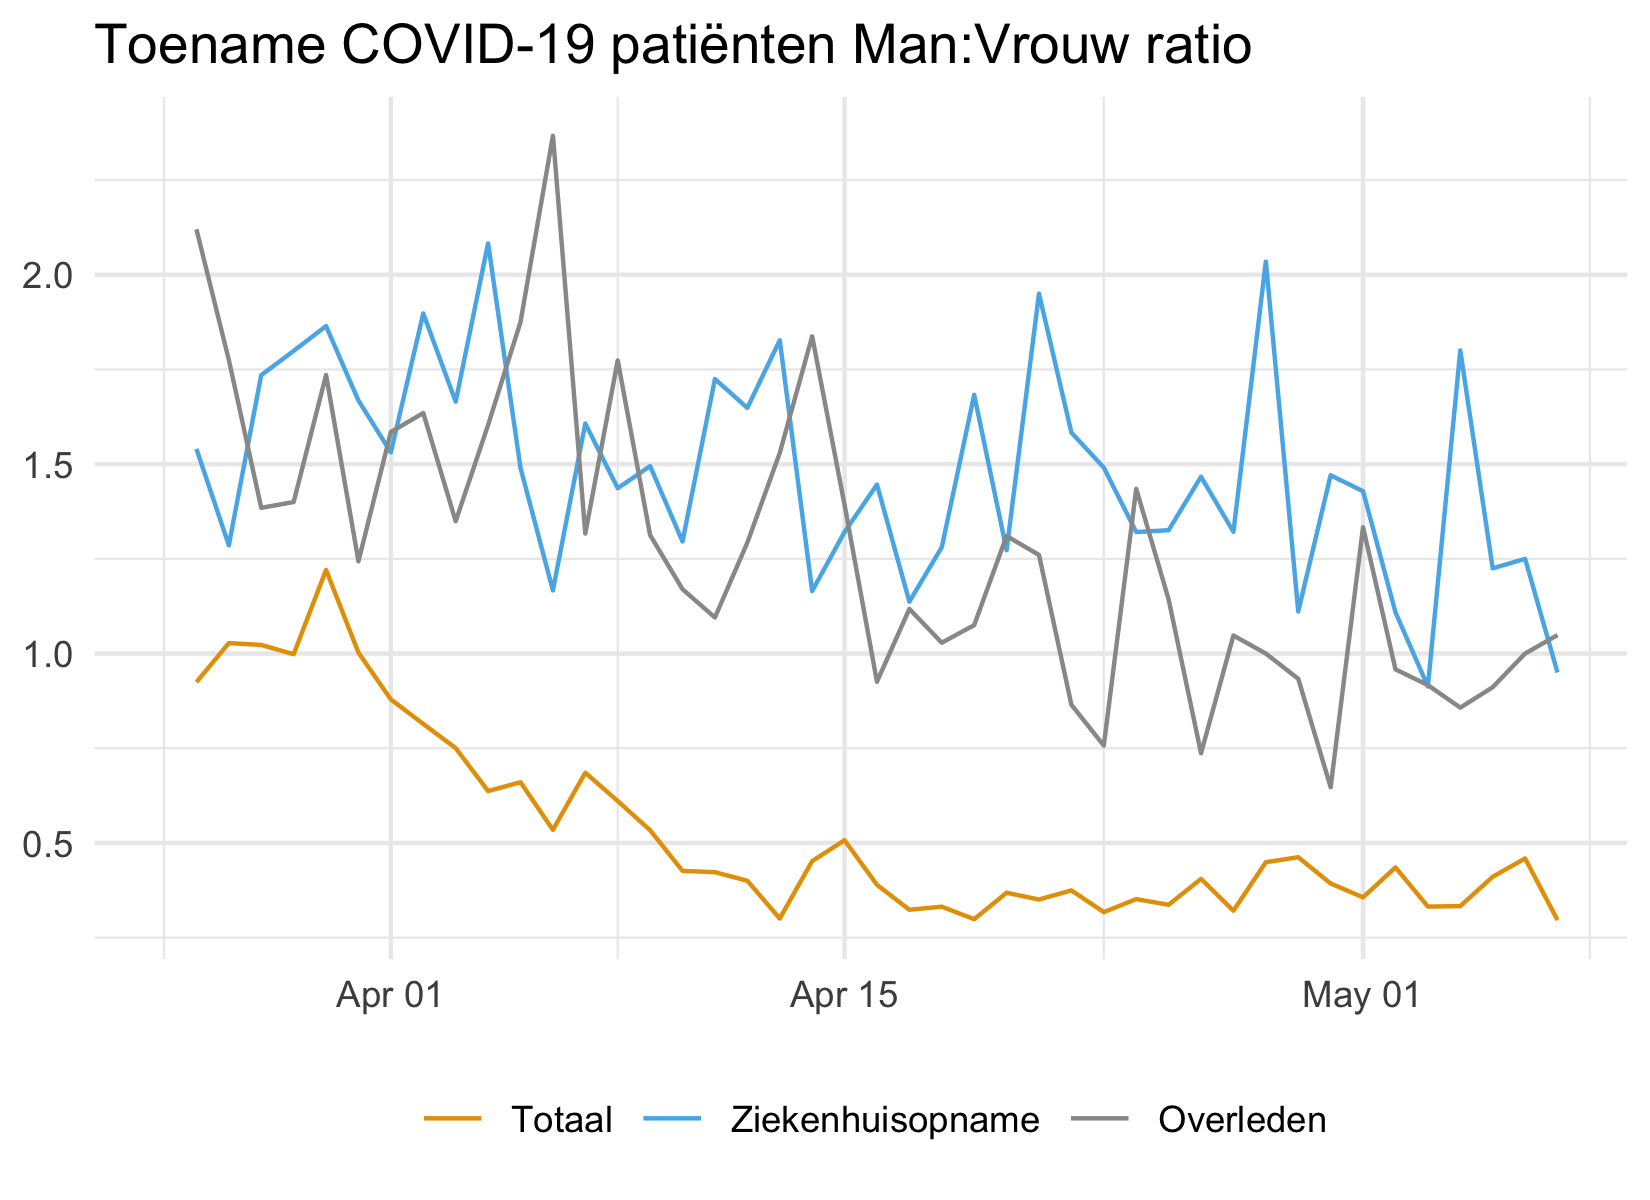 Toename COVID-19 patiënten Man:Vrouw ratio
2.0
1.5
1.0
0.5
Apr 01 Apr 15 May 01
Totaal Ziekenhuisopname Overleden